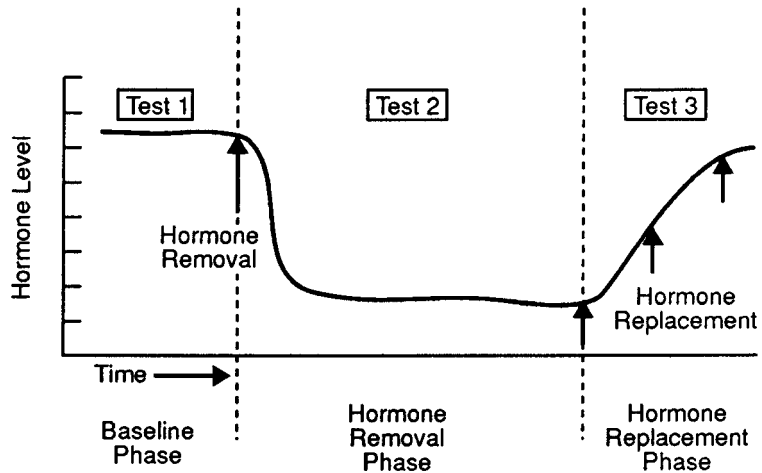 Test 1
Test 2
Test 3
Hormone Level
Hormone
Removal
Hormone
Replacement
Time
Baseline
Phase
Hormone
Removal
Phase
Hormone
Replacement
Phase